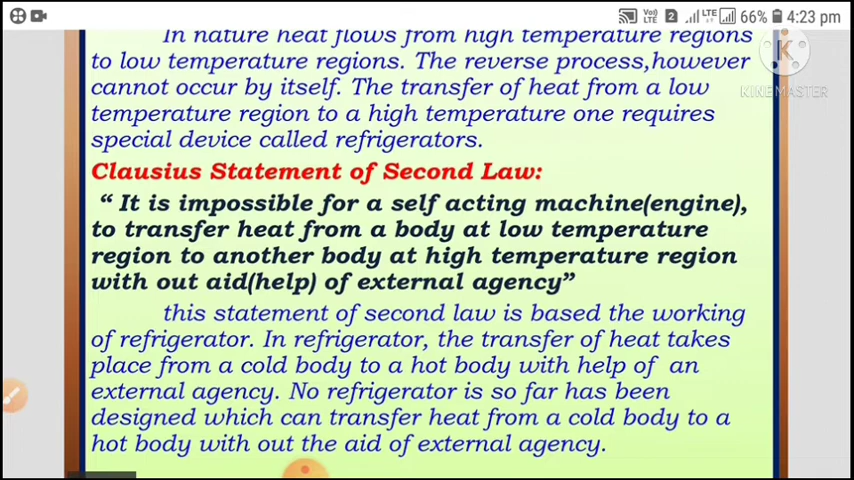 Vo)
LTE
2
LTE
66%
4:23 pm
In nature heat flows from high temperature regions
to low temperature regions. The reverse process,however
cannot occur by itself. The transfer of heat from a low
temperature region to a high temperature one requires
special device called refrigerators.
K
KINEMASTER
Clausius Statement of Second Law:
“ It is impossible for a self acting machine(engine),
to transfer heat from a body at low temperature
region to another body at high temperature region
with out aid(help) of external agency”
this statement of second law is based the working
of refrigerator. In refrigerator, the transfer of heat takes
place from a cold body to a hot body with help of an
external agency. No refrigerator is so far has been
designed which can transfer heat from a cold body to a
hot body with out the aid of external agency.